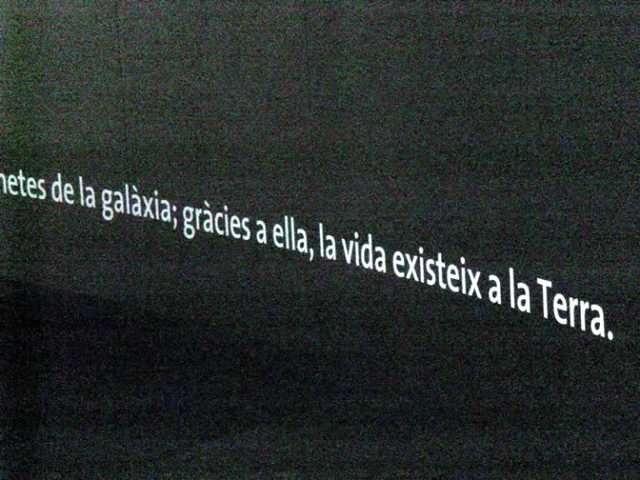 netes de la galàxia; gràcies a ella, la vida existeix a la Terra.